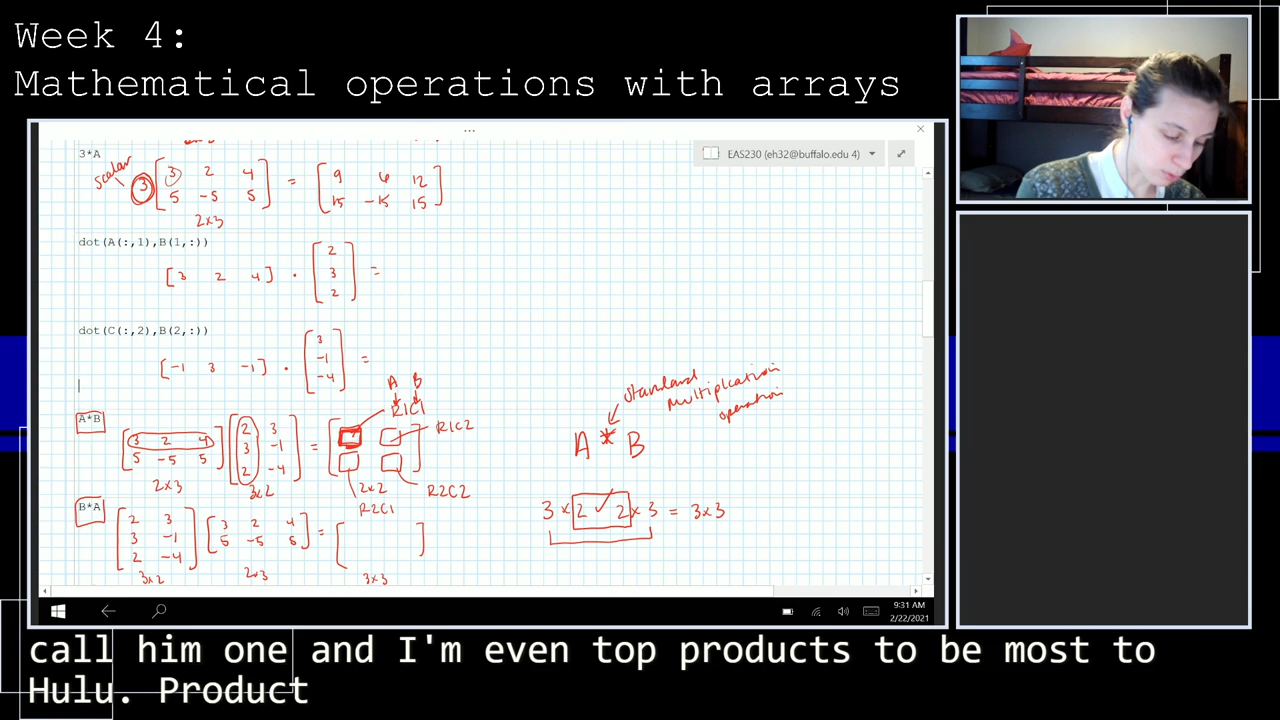 Week 4:
Mathematical operations with arrays
EAS230 (eh32@buffalo.edu 4)
3*A
scalar
3 [3 2 4 = [9 6 12
5 -5 5] 15 -15 15]
2x3
dot(A(:,1),B(1,:))
[3 2 4] · [2
3
2] =
dot(C(:,2),B(2,:))
[-1 3 -1] · [3
-1
-4] =
A B
R1C1
A*B
[3 2 4 [2 3
5 -5 5] 3 -1
2 -4] = [ ]
R1C2
2x3 3x2 2x2
R2C1
R2C2
standard
multiplication
operation
A * B
3 x 2 ✓ 2 x 3 = 3x3
B*A
[2 3 [3 2 4
3 -1 5 -5 5] = [ ]
2 -4]
3x2 2x3 3x3
9:31 AM
2/22/2021
call him one and I'm even top products to be most to
Hulu. Product